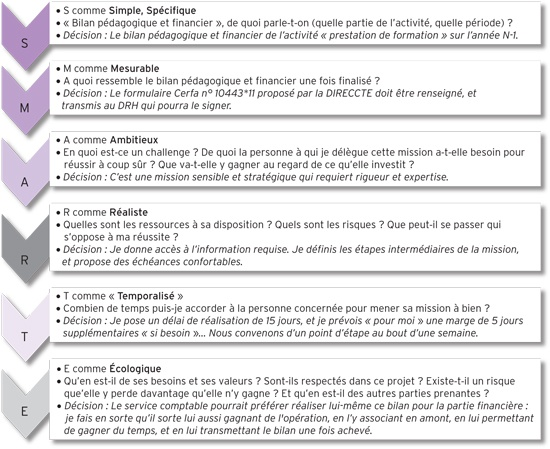 S
• S comme Simple, Spécifique
• « Bilan pédagogique et financier », de quoi parle-t-on (quelle partie de l'activité, quelle période) ?
• Décision : Le bilan pédagogique et financier de l'activité « prestation de formation » sur l'année N-1.
M
• M comme Mesurable
• A quoi ressemble le bilan pédagogique et financier une fois finalisé ?
• Décision : Le formulaire Cerfa n° 10443*11 proposé par la DIRECCTE doit être renseigné, et
transmis au DRH qui pourra le signer.
A
• A comme Ambitieux
• En quoi est-ce un challenge ? De quoi la personne à qui je délègue cette mission a-t-elle besoin pour
réussir à coup sûr ? Que va-t-elle y gagner au regard de ce qu'elle investit ?
• Décision : C'est une mission sensible et stratégique qui requiert rigueur et expertise.
R
• R comme Réaliste
• Quelles sont les ressources à sa disposition ? Quels sont les risques ? Que peut-il se passer qui
s'oppose à ma réussite ?
• Décision : Je donne accès à l'information requise. Je définis les étapes intermédiaires de la mission,
et propose des échéances confortables.
T
• T comme « Temporalisé »
• Combien de temps puis-je accorder à la personne concernée pour mener sa mission à bien ?
• Décision : Je pose un délai de réalisation de 15 jours, et je prévois « pour moi » une marge de 5 jours
supplémentaires « si besoin »... Nous convenons d'un point d'étape au bout d'une semaine.
E
• E comme Écologique
• Qu'en est-il de ses besoins et ses valeurs ? Sont-ils respectés dans ce projet ? Existe-t-il un risque
qu'elle y perde davantage qu'elle n'y gagne ? Et qu'en est-il des autres parties prenantes ?
• Décision : Le service comptable pourrait préférer réaliser lui-même ce bilan pour la partie financière :
je fais en sorte qu'il sorte lui aussi gagnant de l'opération, en l'y associant en amont, en lui permettant
de gagner du temps, et en lui transmettant le bilan une fois achevé.